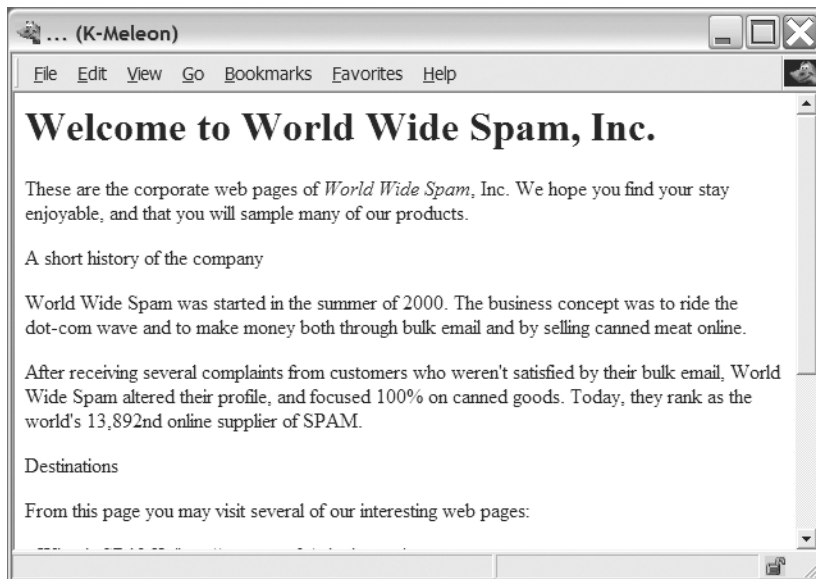 ... (K-Meleon)
File Edit View Go Bookmarks Favorites Help
Welcome to World Wide Spam, Inc.
These are the corporate web pages of World Wide Spam, Inc. We hope you find your stay
enjoyable, and that you will sample many of our products.
A short history of the company
World Wide Spam was started in the summer of 2000. The business concept was to ride the
dot-com wave and to make money both through bulk email and by selling canned meat online.
After receiving several complaints from customers who weren't satisfied by their bulk email, World
Wide Spam altered their profile, and focused 100% on canned goods. Today, they rank as the
world's 13,892nd online supplier of SPAM.
Destinations
From this page you may visit several of our interesting web pages: